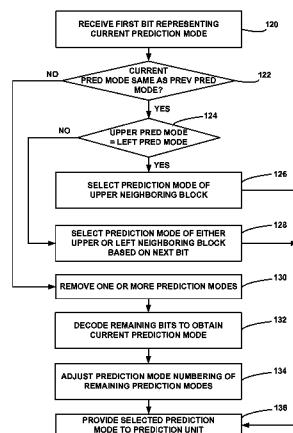 RECEIVE FIRST BIT REPRESENTING
CURRENT PREDICTION MODE
120
CURRENT
PRED MODE SAME AS PREV PRED
MODE?
NO
122
YES
124
NO
UPPER PRED MODE
= LEFT PRED MODE
YES
126
SELECT PREDICTION MODE OF
UPPER NEIGHBORING BLOCK
128
SELECT PREDICTION MODE OF EITHER
UPPER OR LEFT NEIGHBORING BLOCK
BASED ON NEXT BIT
130
REMOVE ONE OR MORE PREDICTION MODES
132
DECODE REMAINING BITS TO OBTAIN
CURRENT PREDICTION MODE
134
ADJUST PREDICTION MODE NUMBERING OF
REMAINING PREDICTION MODES
136
PROVIDE SELECTED PREDICTION
MODE TO PREDICTION UNIT